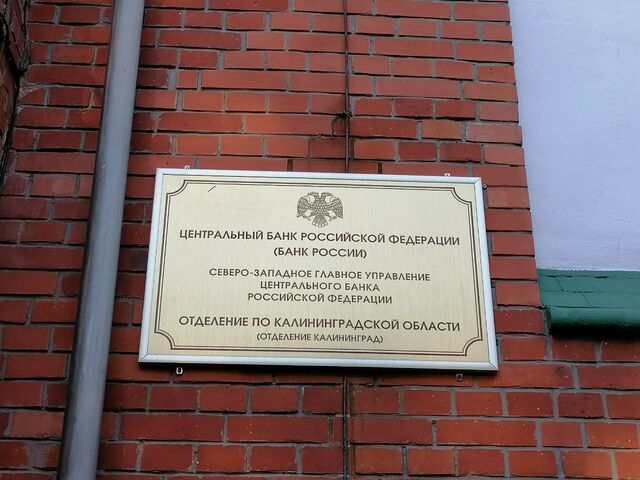 ЦЕНТРАЛЬНЫЙ БАНК РОССИЙСКОЙ ФЕДЕРАЦИИ
(БАНК РОССИИ)
СЕВЕРО-ЗАПАДНОЕ ГЛАВНОЕ УПРАВЛЕНИЕ
ЦЕНТРАЛЬНОГО БАНКА
РОССИЙСКОЙ ФЕДЕРАЦИИ
ОТДЕЛЕНИЕ ПО КАЛИНИНГРАДСКОЙ ОБЛАСТИ
(ОТДЕЛЕНИЕ КАЛИНИНГРАД)